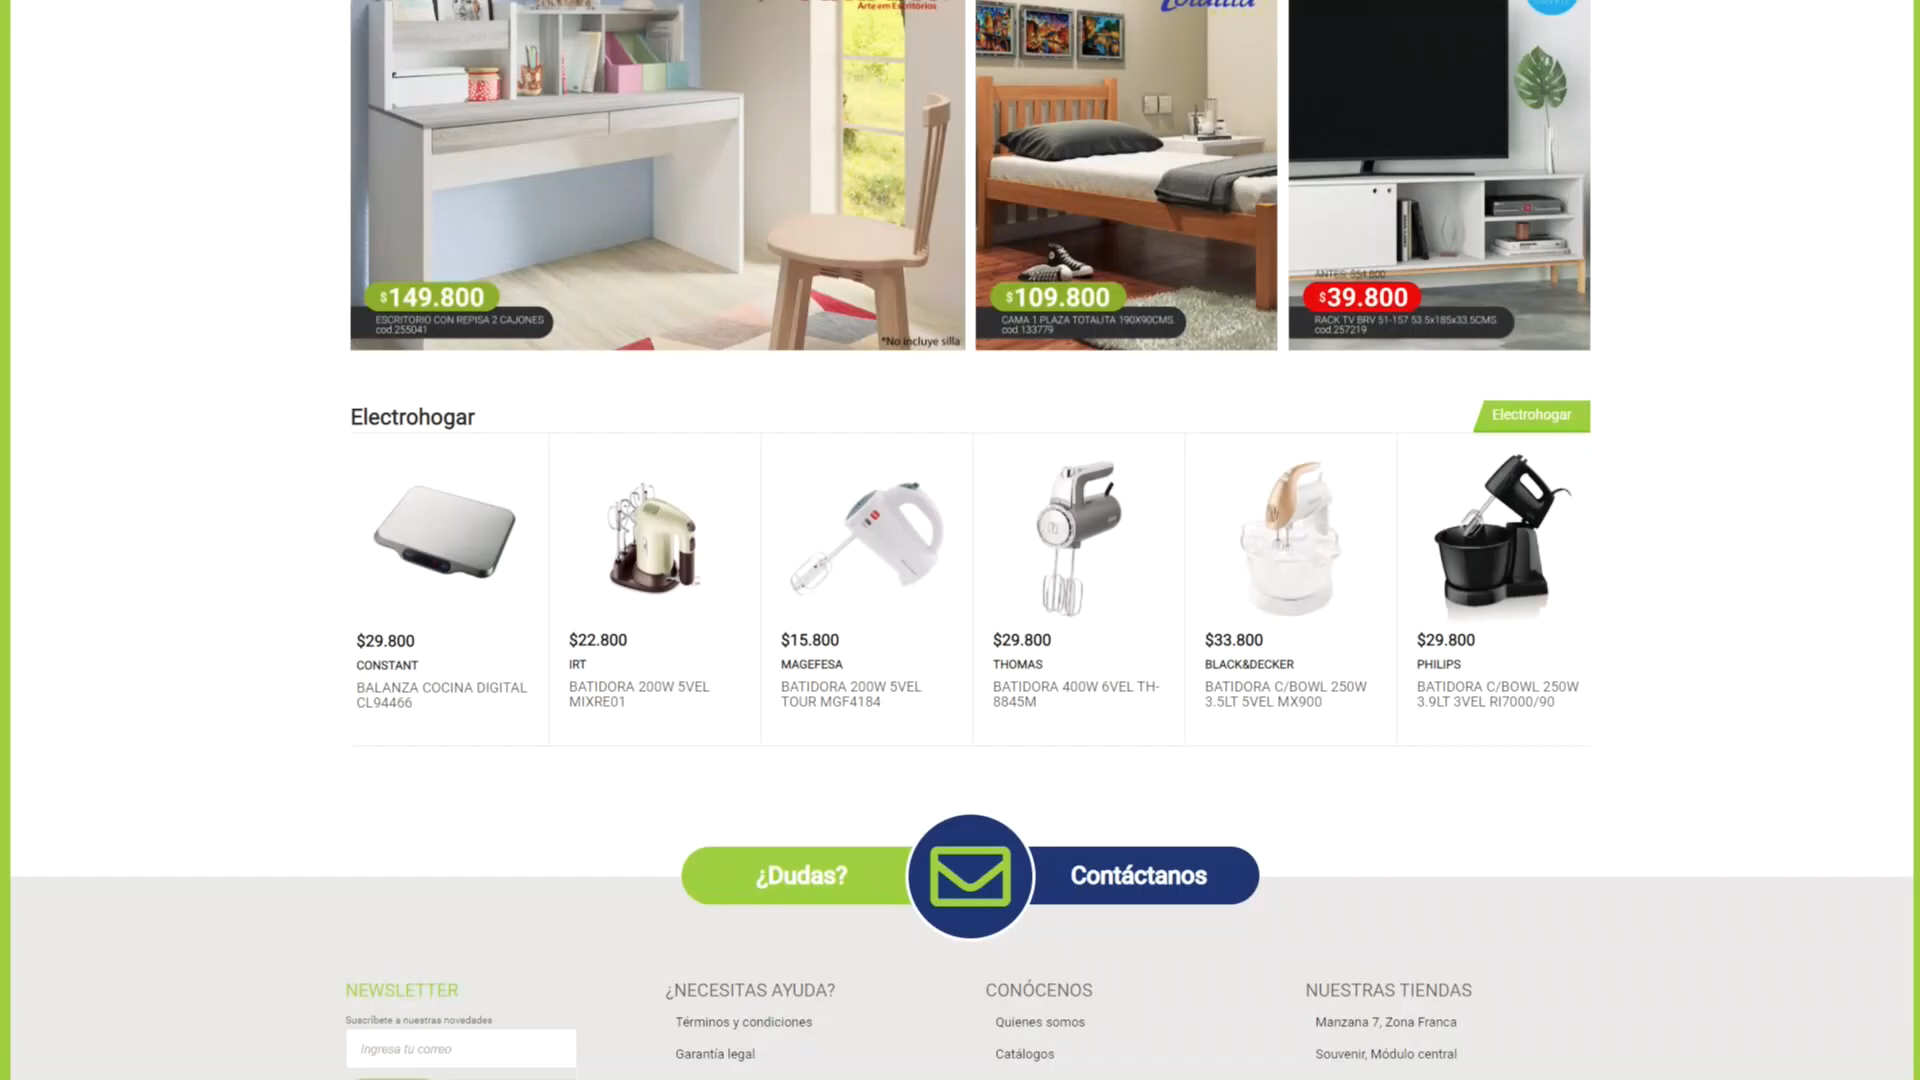 Arte em Escritórios
Totalita
$149.800
ESCRITORIO CON REPISA 2 CAJONES
cod.255041
*No incluye silla
$109.800
CAMA 1 PLAZA TOTALITA 190X90CMS.
cod.133779
ANTES: $54.800
$39.800
RACK TV BRV 51-157 53.5x185x33.5CMS.
cod.257219
Electrohogar
Electrohogar
$29.800
CONSTANT
BALANZA COCINA DIGITAL
CL94466
$22.800
IRT
BATIDORA 200W 5VEL
MIXRE01
$15.800
MAGEFESA
BATIDORA 200W 5VEL
TOUR MGF4184
$29.800
THOMAS
BATIDORA 400W 6VEL TH-
8845M
$33.800
BLACK&DECKER
BATIDORA C/BOWL 250W
3.5LT 5VEL MX900
$29.800
PHILIPS
BATIDORA C/BOWL 250W
3.9LT 3VEL RI7000/90
¿Dudas?
Contáctanos
NEWSLETTER
Suscríbete a nuestras novedades
Ingresa tu correo
¿NECESITAS AYUDA?
Términos y condiciones
Garantía legal
CONÓCENOS
Quienes somos
Catálogos
NUESTRAS TIENDAS
Manzana 7, Zona Franca
Souvenir, Módulo central